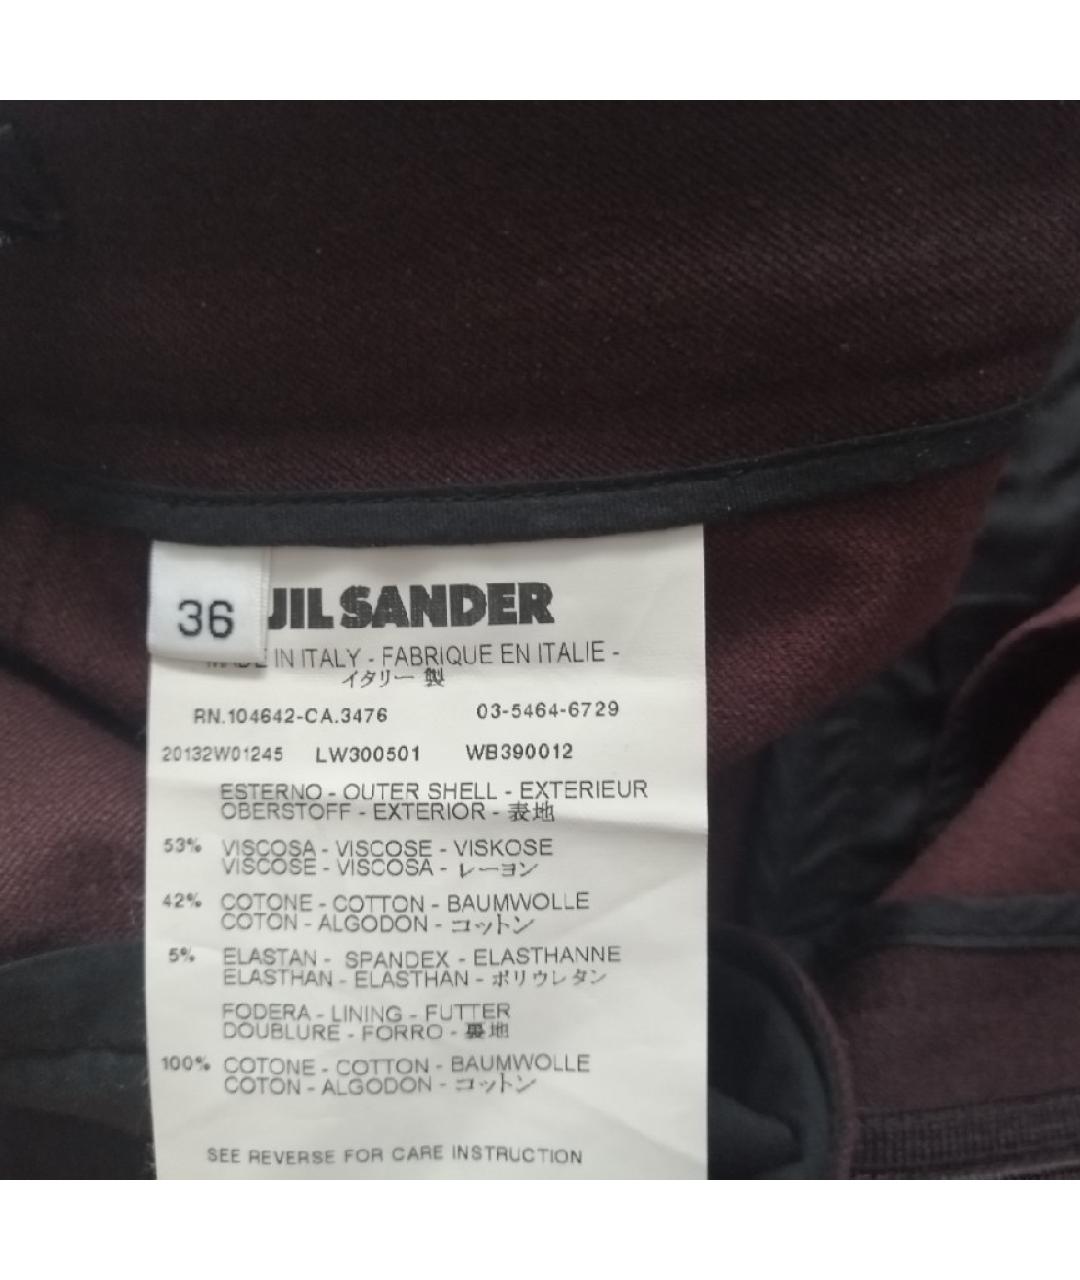 36
JIL SANDER
MADE IN ITALY - FABRIQUE EN ITALIE -
イタリー 製
RN.104642-CA.3476 03-5464-6729
20132W01245 LW300501 WB390012
ESTERNO - OUTER SHELL - EXTERIEUR
OBERSTOFF - EXTERIOR - 表地
53% VISCOSA - VISCOSE - VISKOSE
VISCOSE - VISCOSA - レーヨン
42% COTONE - COTTON - BAUMWOLLE
COTON - ALGODON - コットン
5% ELASTAN - SPANDEX - ELASTHANNE
ELASTHAN - ELASTHAN - ポリウレタン
FODERA - LINING - FUTTER
DOUBLURE - FORRO - 裏地
100% COTONE - COTTON - BAUMWOLLE
COTON - ALGODON - コットン
SEE REVERSE FOR CARE INSTRUCTION